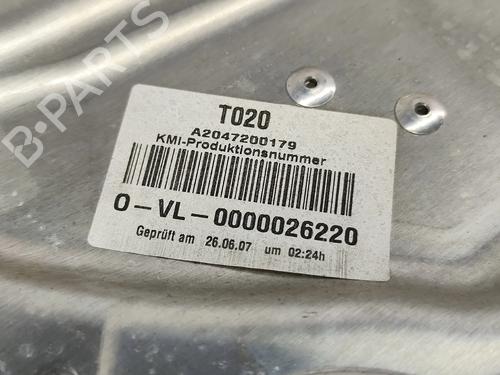 T020
A2047200179
KMI-Produktionsnummer
O-VL-0000026220
Geprüft am 26.06.07 um 02:24h
B-PARTS